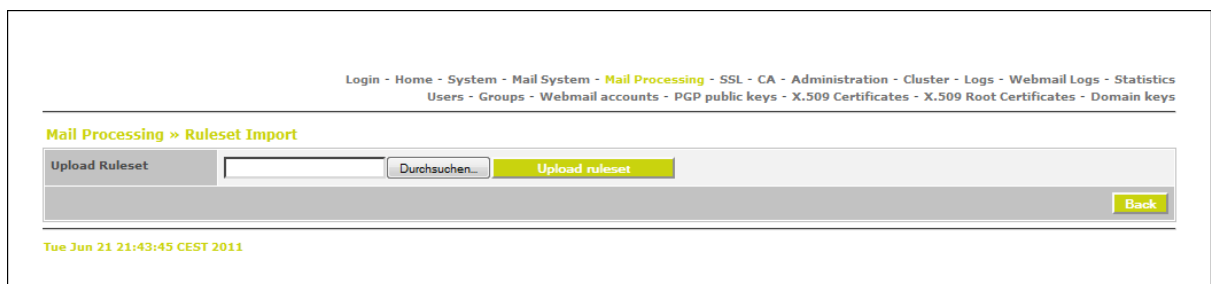 Login - Home - System - Mail System - Mail Processing - SSL - CA - Administration - Cluster - Logs - Webmail Logs - Statistics
Users - Groups - Webmail accounts - PGP public keys - X.509 Certificates - X.509 Root Certificates - Domain keys
Mail Processing » Ruleset Import
Upload Ruleset Durchsuchen... Upload ruleset
Back
Tue Jun 21 21:43:45 CEST 2011